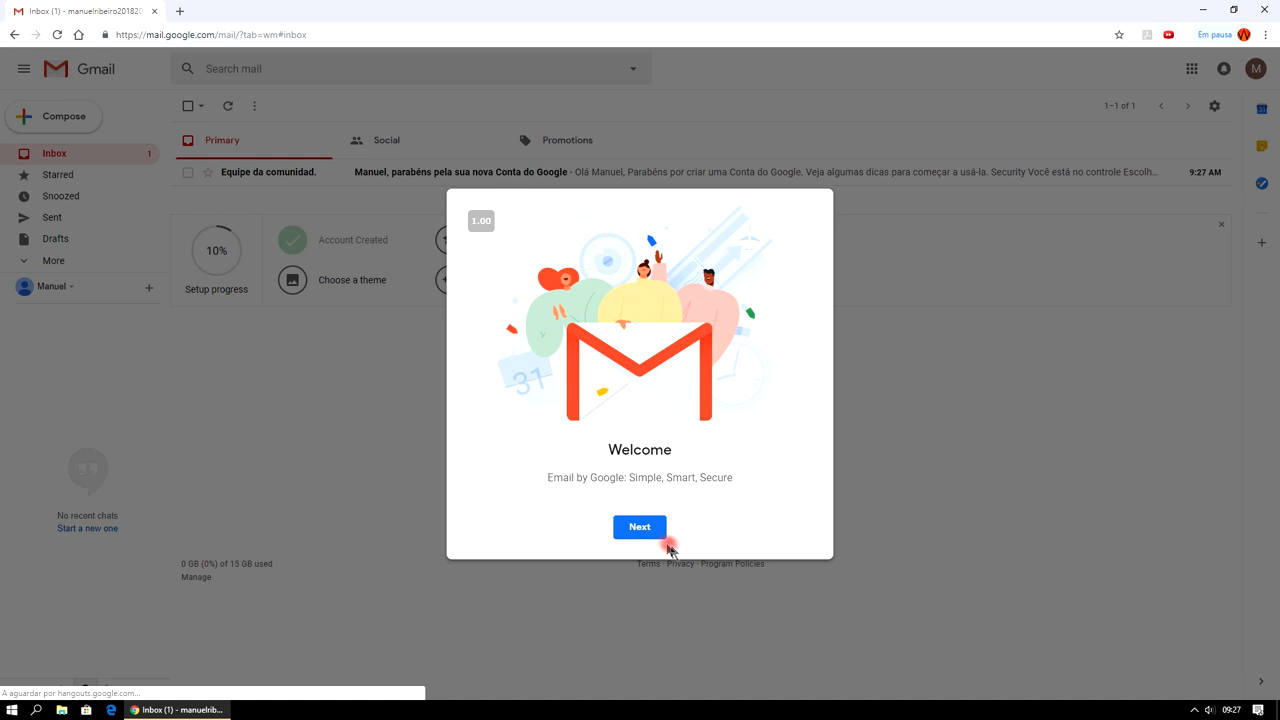 Inbox (1) - manuelribeiro201820
https://mail.google.com/mail/?tab=wm#inbox
Em pausa
Gmail
Search mail
M
Compose
1–1 of 1
Inbox 1
Primary
Social
Promotions
Starred
Equipe da comunidad.
Manuel, parabéns pela sua nova Conta do Google - Olá Manuel, Parabéns por criar uma Conta do Google. Veja algumas dicas para começar a usá-la. Security Você está no controle Escolh...
9:27 AM
Snoozed
Sent
Drafts
More
Manuel
10%
Setup progress
Account Created
Choose a theme
1.00
31
Welcome
Email by Google: Simple, Smart, Secure
Next
No recent chats
Start a new one
0 GB (0%) of 15 GB used
Manage
Terms · Privacy · Program Policies
A aguardar por hangouts.google.com...
Inbox (1) - manuelrib...
09:27